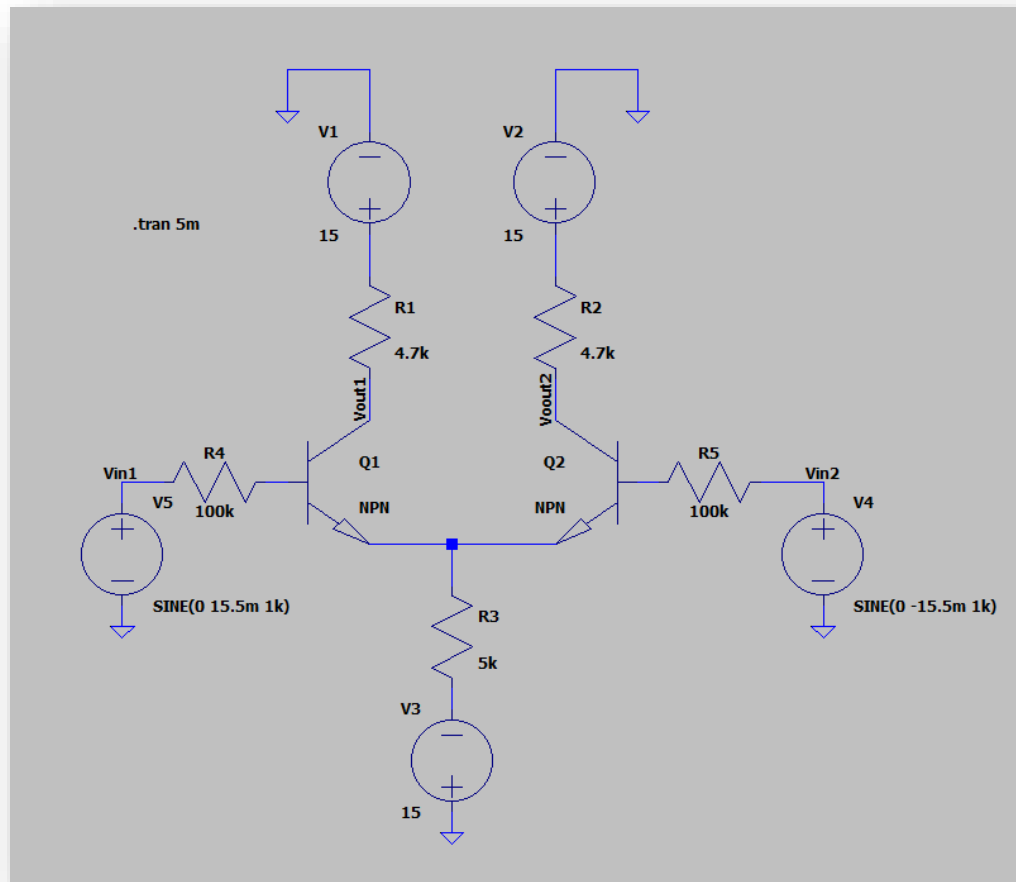 V1
V2
.tran 5m
15
15
R1
R2
4.7k
4.7k
Vout1
Voout2
R4
Q1
Q2
R5
Vin1
Vin2
V5
V4
100k
NPN
NPN
100k
SINE(0 15.5m 1k)
SINE(0 -15.5m 1k)
R3
5k
V3
15